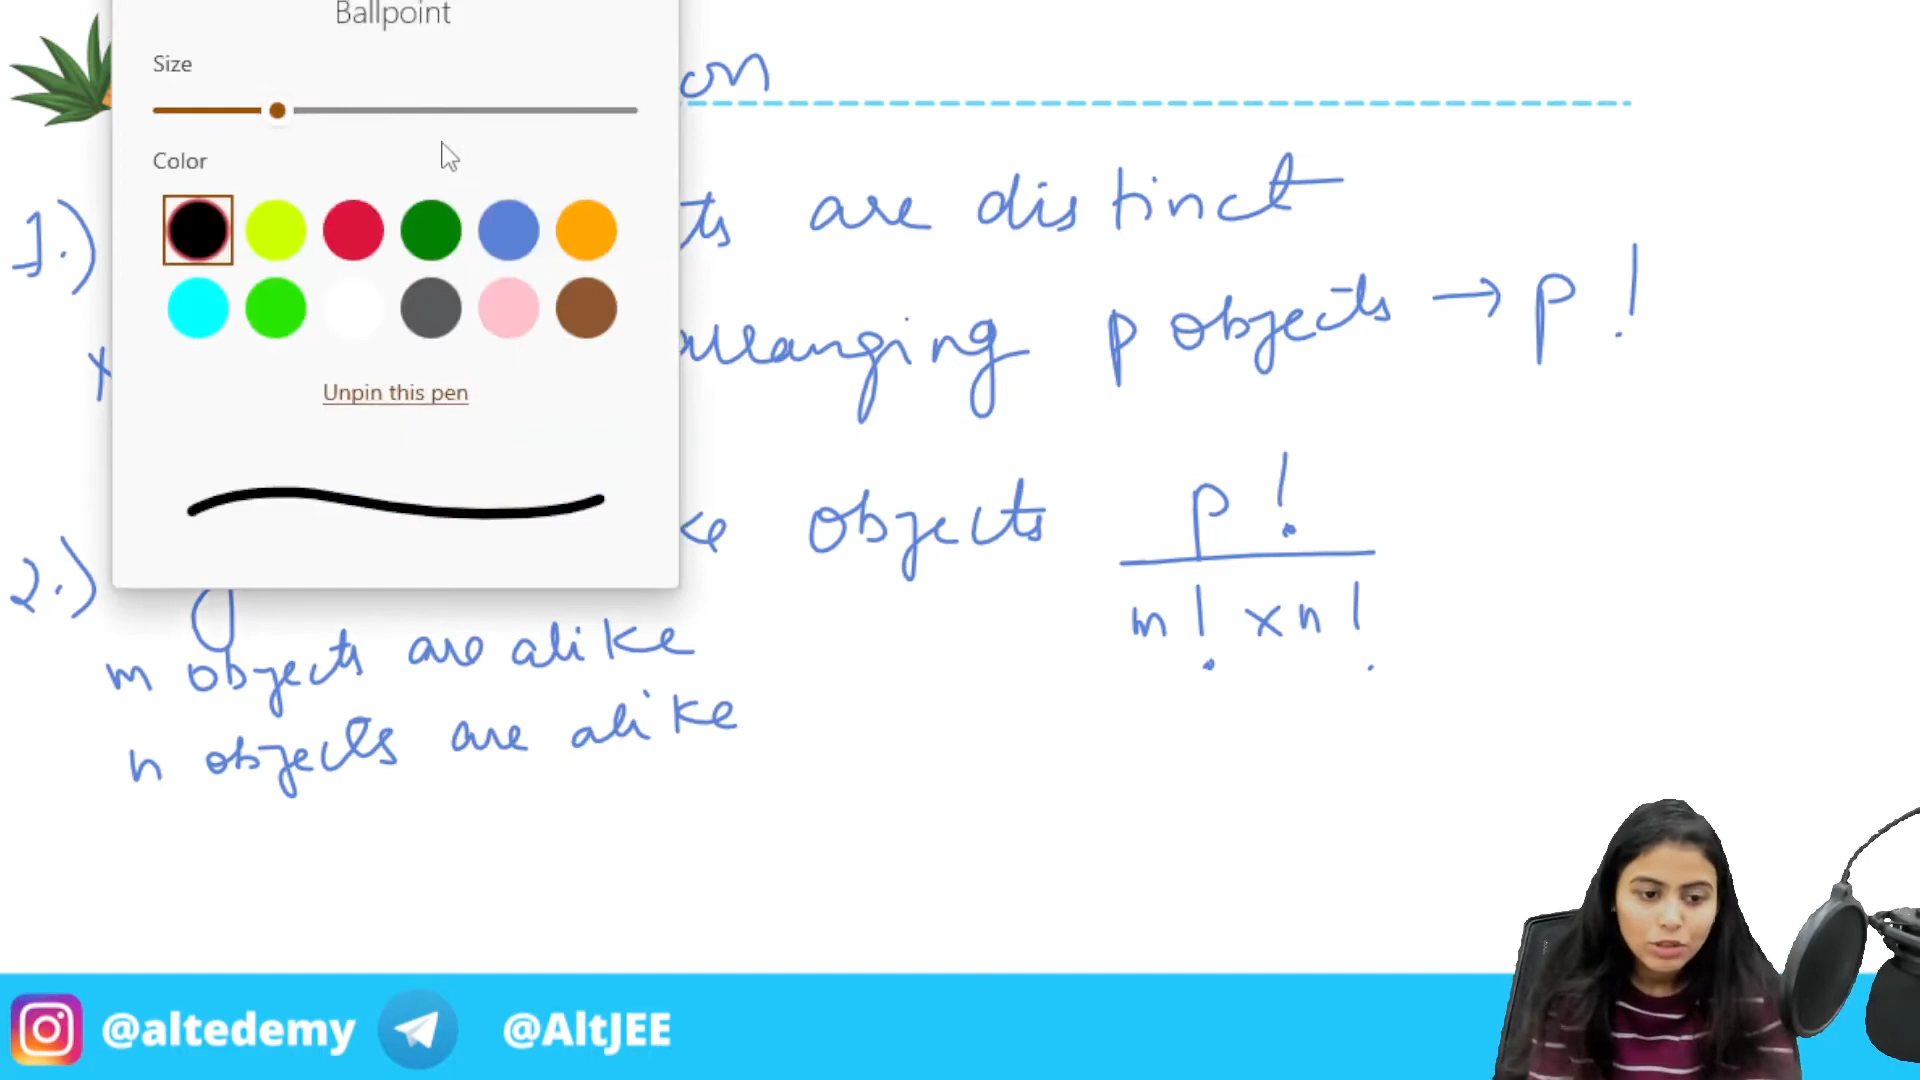 Ballpoint
Size
on
Color
1.) ts are distinct
arranging p objects → p !
Unpin this pen
2.) ke objects p !
m ! x n !
m objects are alike
n objects are alike
@altedemy @AltJEE